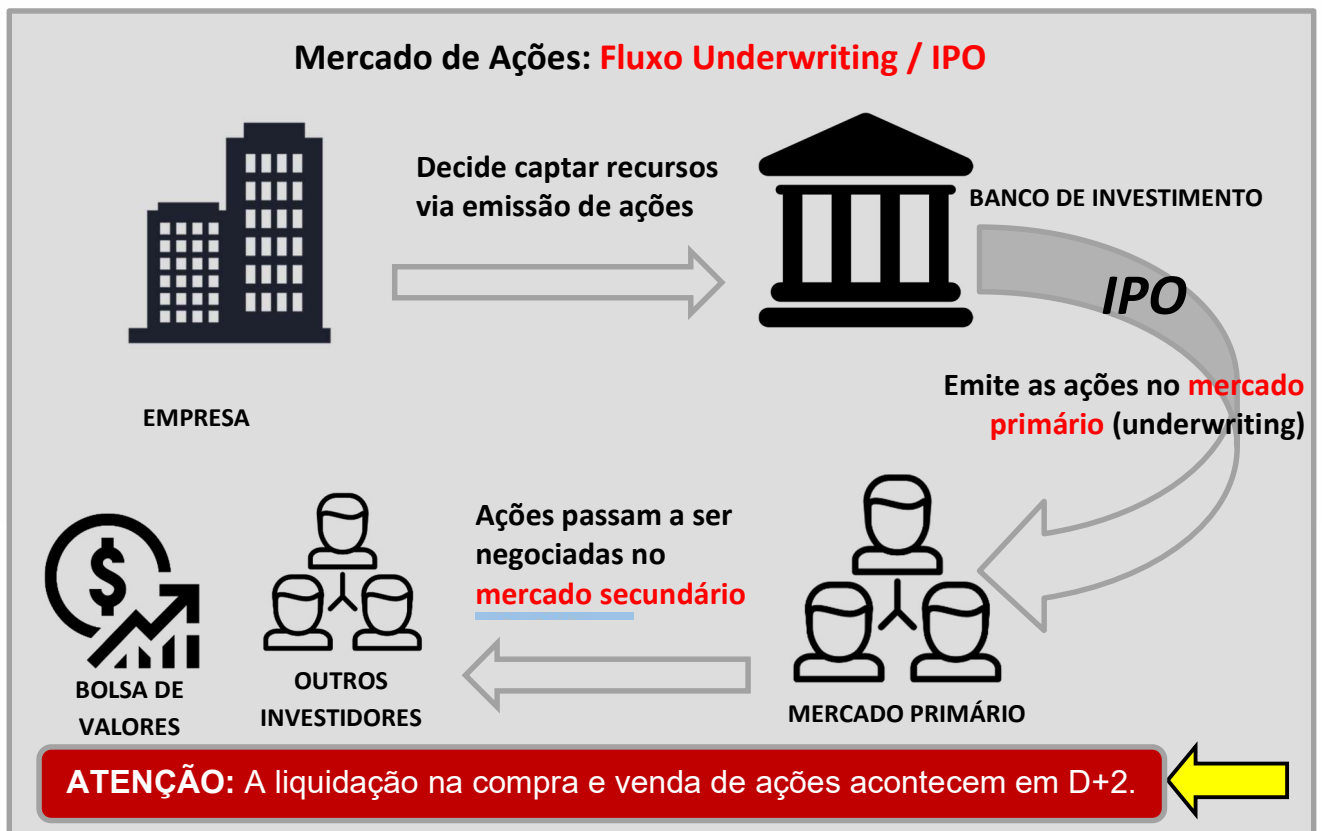 Mercado de Ações: Fluxo Underwriting / IPO
Decide captar recursos
via emissão de ações
BANCO DE INVESTIMENTO
IPO
EMPRESA
Emite as ações no mercado
primário (underwriting)
Ações passam a ser
negociadas no
mercado secundário
BOLSA DE
VALORES
OUTROS
INVESTIDORES
MERCADO PRIMÁRIO
ATENÇÃO: A liquidação na compra e venda de ações acontecem em D+2.